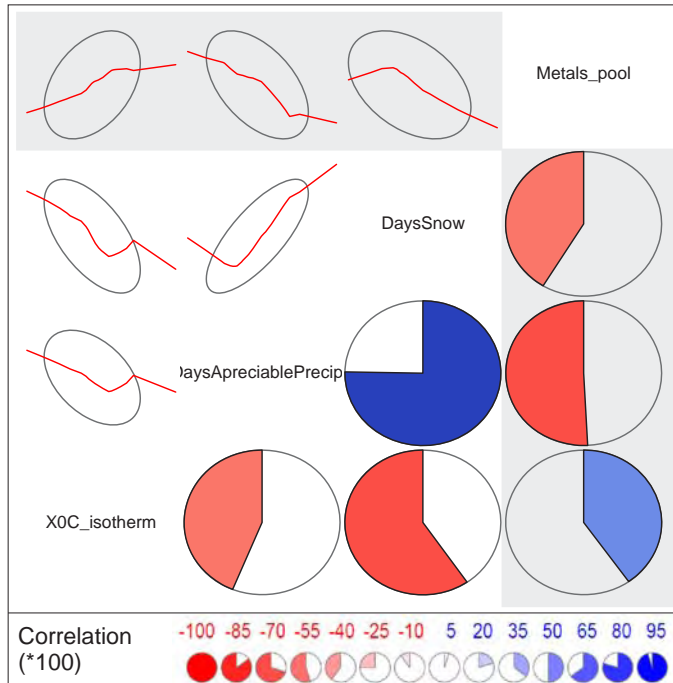 Metals_pool
DaysSnow
DaysApreciablePrecip
X0C_isotherm
Correlation
(*100)
-100 -85 -70 -55 -40 -25 -10 5 20 35 50 65 80 95